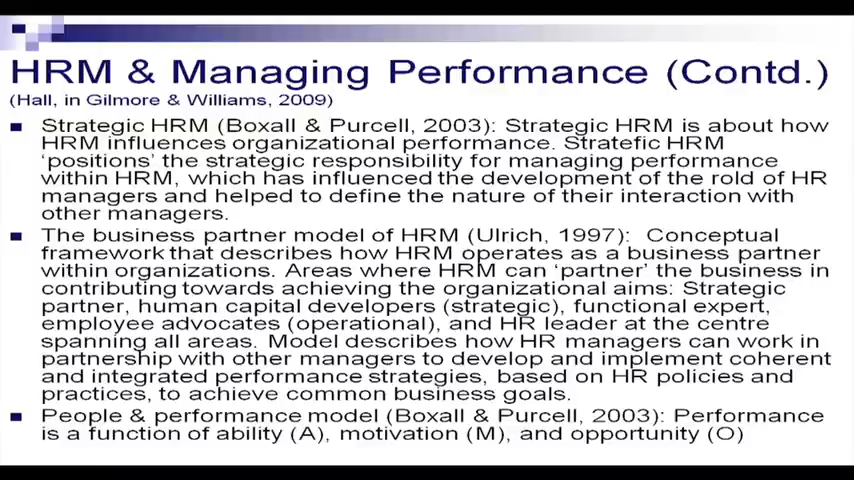 HRM & Managing Performance (Contd.)
(Hall, in Gilmore & Williams, 2009)
Strategic HRM (Boxall & Purcell, 2003): Strategic HRM is about how
HRM influences organizational performance. Stratefic HRM
‘positions’ the strategic responsibility for managing performance
within HRM, which has influenced the development of the rold of HR
managers and helped to define the nature of their interaction with
other managers.
The business partner model of HRM (Ulrich, 1997): Conceptual
framework that describes how HRM operates as a business partner
within organizations. Areas where HRM can ‘partner’ the business in
contributing towards achieving the organizational aims: Strategic
partner, human capital developers (strategic), functional expert,
employee advocates (operational), and HR leader at the centre
spanning all areas. Model describes how HR managers can work in
partnership with other managers to develop and implement coherent
and integrated performance strategies, based on HR policies and
practices, to achieve common business goals.
People & performance model (Boxall & Purcell, 2003): Performance
is a function of ability (A), motivation (M), and opportunity (O)